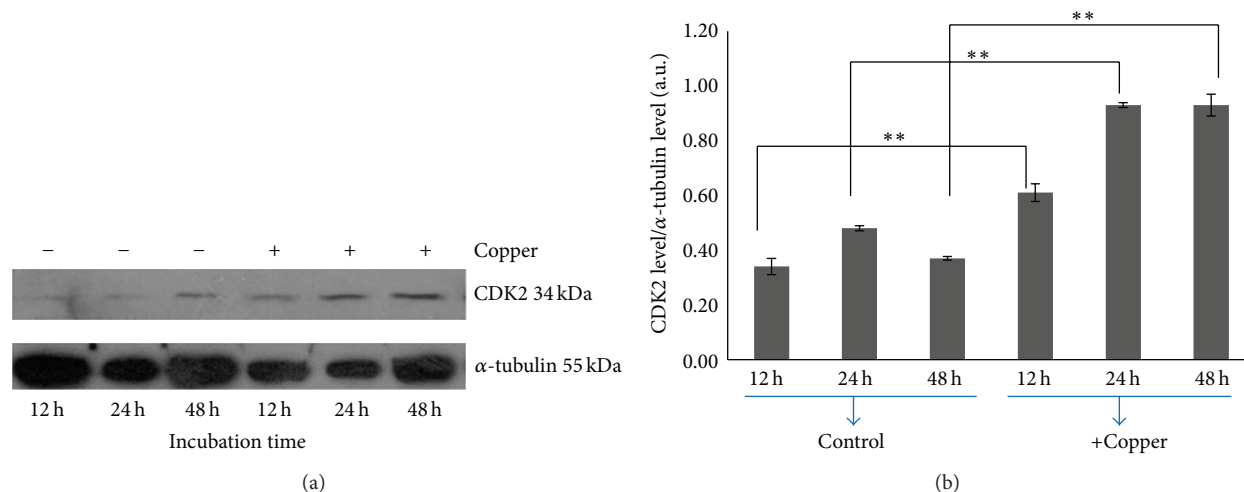 − − − + + + Copper
CDK2 34 kDa
α-tubulin 55 kDa
12 h 24 h 48 h 12 h 24 h 48 h
Incubation time
(a)
CDK2 level/α-tubulin level (a.u.)
1.20
1.00
0.80
0.60
0.40
0.20
0.00
**
**
**
12 h 24 h 48 h 12 h 24 h 48 h
Control +Copper
(b)